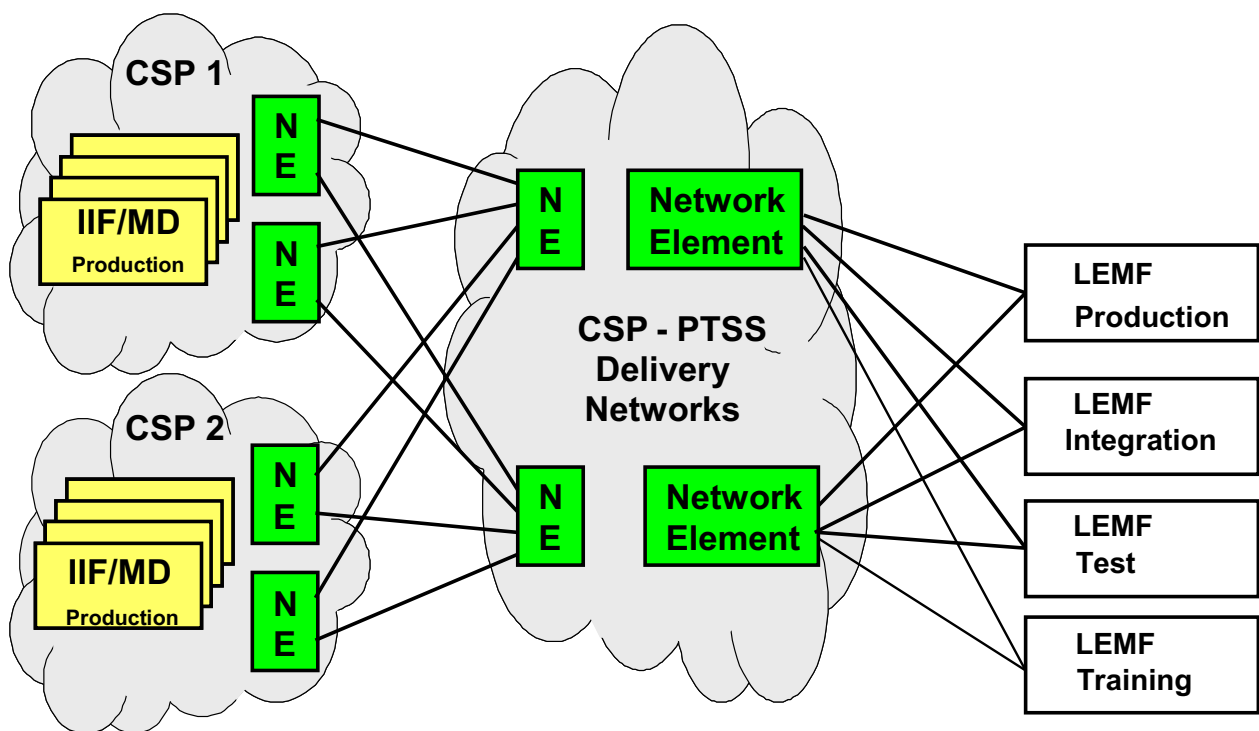 CSP 1
N
E
N
E
IIF/MD
Production
CSP 2
N
E
N
E
IIF/MD
Production
N
E
Network
Element
CSP - PTSS
Delivery
Networks
N
E
Network
Element
LEMF
Production
LEMF
Integration
LEMF
Test
LEMF
Training